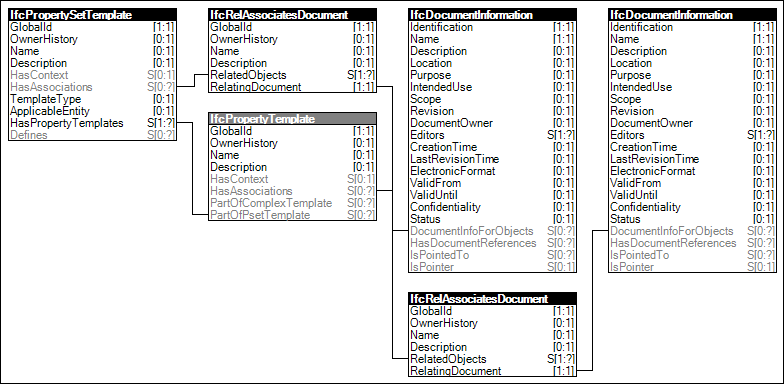 IfcPropertySetTemplate
GlobalId [1:1]
OwnerHistory [0:1]
Name [0:1]
Description [0:1]
HasContext S[0:1]
HasAssociations S[0:?]
TemplateType [0:1]
ApplicableEntity [0:1]
HasPropertyTemplates S[1:?]
Defines S[0:?]
IfcRelAssociatesDocument
GlobalId [1:1]
OwnerHistory [0:1]
Name [0:1]
Description [0:1]
RelatedObjects S[1:?]
RelatingDocument [1:1]
IfcPropertyTemplate
GlobalId [1:1]
OwnerHistory [0:1]
Name [0:1]
Description [0:1]
HasContext S[0:1]
HasAssociations S[0:?]
PartOfComplexTemplate S[0:?]
PartOfPsetTemplate S[0:?]
IfcDocumentInformation
Identification [1:1]
Name [1:1]
Description [0:1]
Location [0:1]
Purpose [0:1]
IntendedUse [0:1]
Scope [0:1]
Revision [0:1]
DocumentOwner [0:1]
Editors S[1:?]
CreationTime [0:1]
LastRevisionTime [0:1]
ElectronicFormat [0:1]
ValidFrom [0:1]
ValidUntil [0:1]
Confidentiality [0:1]
Status [0:1]
DocumentInfoForObjects S[0:?]
HasDocumentReferences S[0:?]
IsPointedTo S[0:?]
IsPointer S[0:1]
IfcRelAssociatesDocument
GlobalId [1:1]
OwnerHistory [0:1]
Name [0:1]
Description [0:1]
RelatedObjects S[1:?]
RelatingDocument [1:1]
IfcDocumentInformation
Identification [1:1]
Name [1:1]
Description [0:1]
Location [0:1]
Purpose [0:1]
IntendedUse [0:1]
Scope [0:1]
Revision [0:1]
DocumentOwner [0:1]
Editors S[1:?]
CreationTime [0:1]
LastRevisionTime [0:1]
ElectronicFormat [0:1]
ValidFrom [0:1]
ValidUntil [0:1]
Confidentiality [0:1]
Status [0:1]
DocumentInfoForObjects S[0:?]
HasDocumentReferences S[0:?]
IsPointedTo S[0:?]
IsPointer S[0:1]